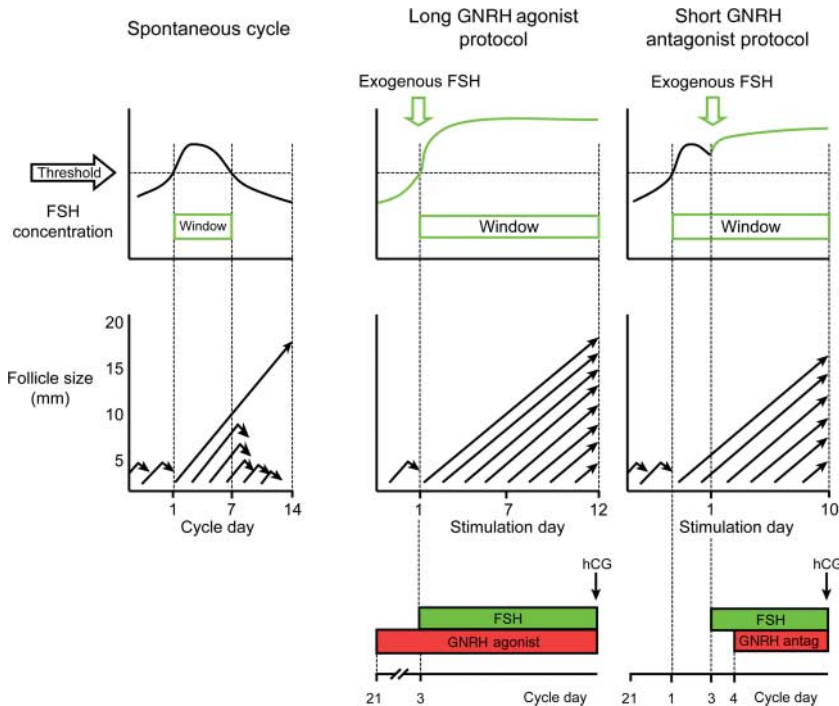 Spontaneous cycle
Long GNRH agonist
protocol
Short GNRH
antagonist protocol
Exogenous FSH
Exogenous FSH
Threshold
FSH
concentration
Window
Window
Window
20
15
10
5
Follicle size
(mm)
1
7
14
Cycle day
1
7
12
Stimulation day
1
10
Stimulation day
hCG
hCG
FSH
GNRH agonist
FSH
GNRH antag
21
3
Cycle day
21
1
3
4
Cycle day